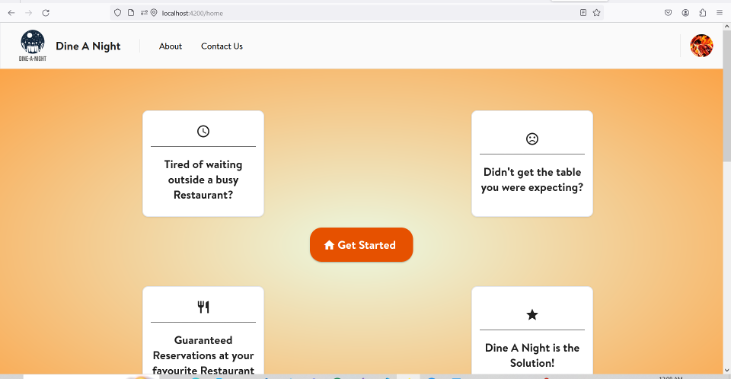 localhost:4200/home
DINE-A-NIGHT
Dine A Night
About
Contact Us
Tired of waiting
outside a busy
Restaurant?
Didn't get the table
you were expecting?
Get Started
Guaranteed
Reservations at your
favourite Restaurant
Dine A Night is the
Solution!